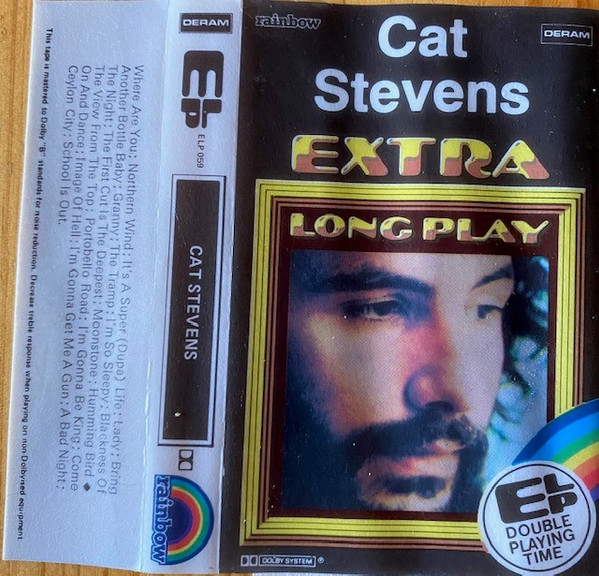 This tape is mastered to Dolby "B" standards for noise reduction. Decrease treble response when playing on non-Dolbyised equipment.
Where Are You; Northern Wind; It's A Super (Dupa) Life; Lady; Bring
Another Bottle Baby; Granny; The Tramp; I'm So Sleepy; Blackness Of
The Night; The First Cut Is The Deepest; Moonstone; Humming Bird ◆
The View From The Top; Portobello Road; I'm Gonna Be King; Come
On And Dance; Image Of Hell; I'm Gonna Get Me A Gun; A Bad Night;
Ceylon City; School Is Out.
DERAM
ELP
ELP 059
CAT STEVENS
rainbow
rainbow
DERAM
Cat
Stevens
EXTRA
LONG PLAY
ELP
DOUBLE
PLAYING
TIME
DOLBY SYSTEM ®